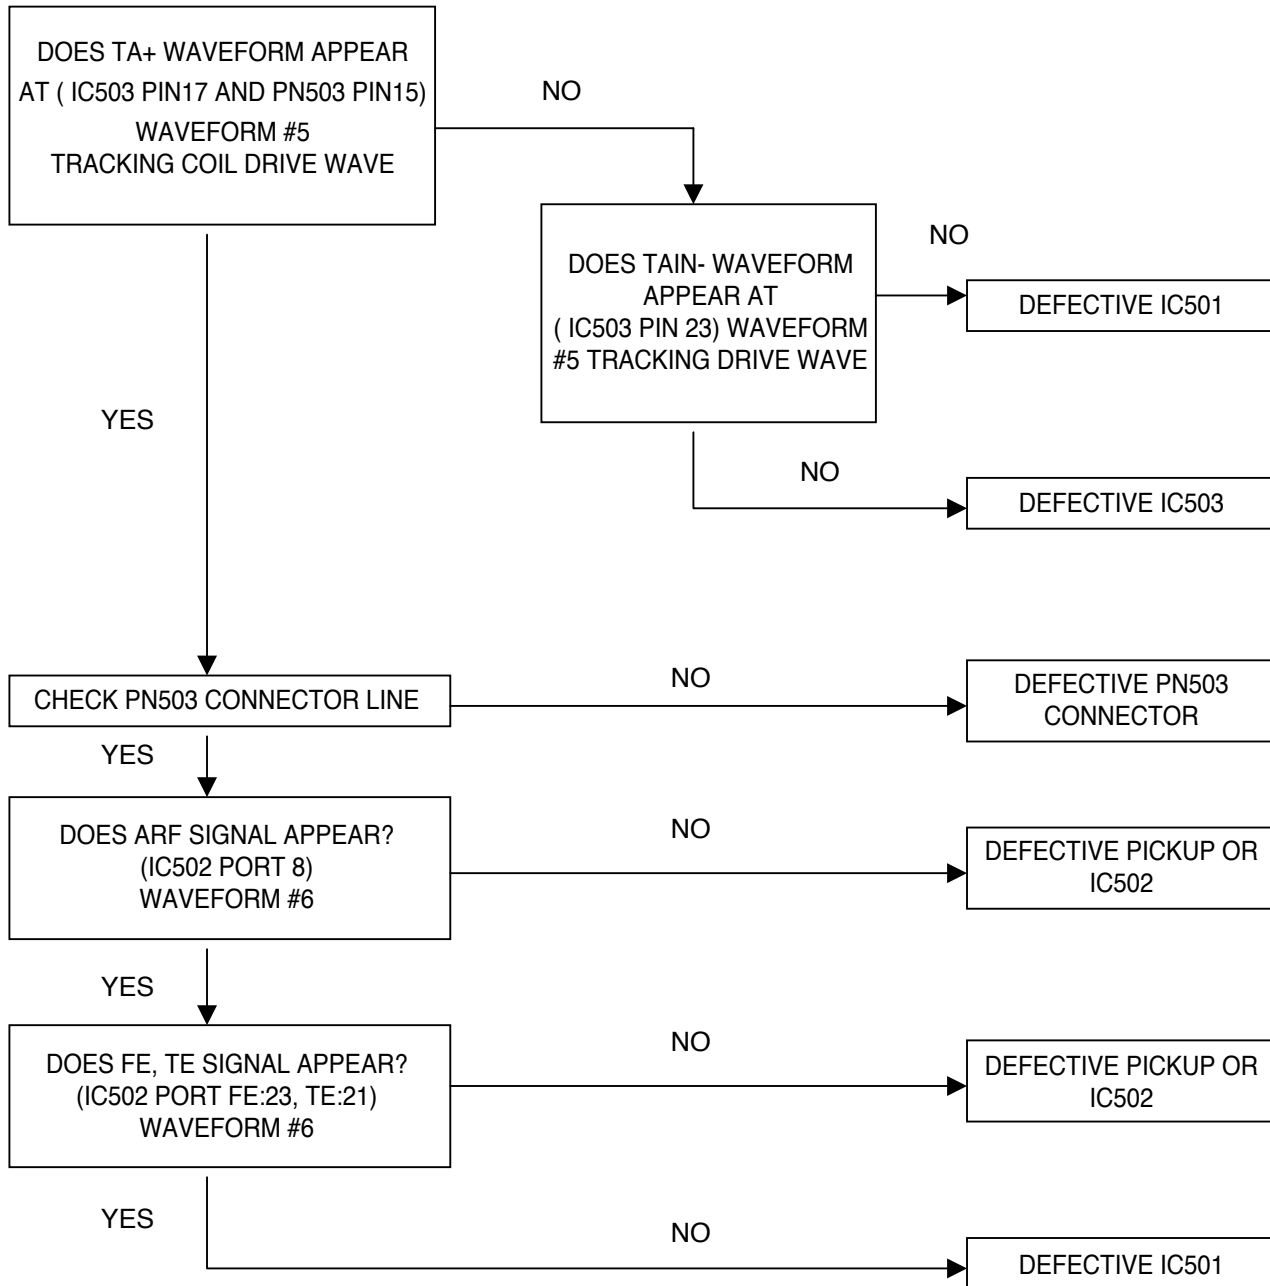 DOES TA+ WAVEFORM APPEAR
AT ( IC503 PIN17 AND PN503 PIN15)
WAVEFORM #5
TRACKING COIL DRIVE WAVE
NO
DOES TAIN- WAVEFORM
APPEAR AT
( IC503 PIN 23) WAVEFORM
#5 TRACKING DRIVE WAVE
NO
DEFECTIVE IC501
YES
NO
DEFECTIVE IC503
CHECK PN503 CONNECTOR LINE
NO
DEFECTIVE PN503
CONNECTOR
YES
DOES ARF SIGNAL APPEAR?
(IC502 PORT 8)
WAVEFORM #6
NO
DEFECTIVE PICKUP OR
IC502
YES
DOES FE, TE SIGNAL APPEAR?
(IC502 PORT FE:23, TE:21)
WAVEFORM #6
NO
DEFECTIVE PICKUP OR
IC502
YES
NO
DEFECTIVE IC501